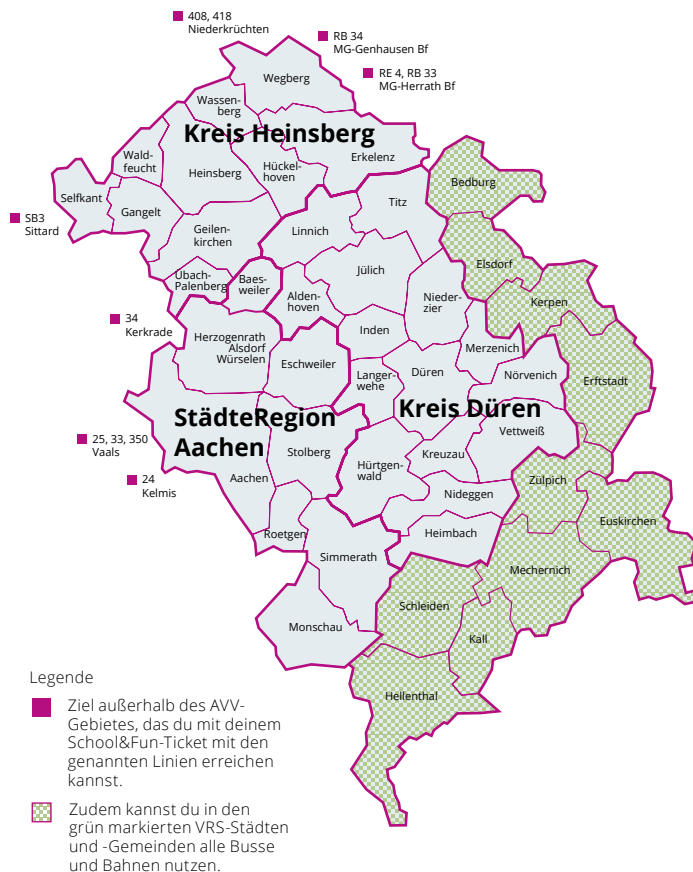 408, 418
Niederkrüchten
RB 34
MG-Genhausen Bf
RE 4, RB 33
MG-Herrath Bf
Wegberg
Wassen-
berg
Kreis Heinsberg
Erkelenz
Wald-
feucht
Heinsberg
Hückel-
hoven
Bedburg
Selfkant
Gangelt
Titz
SB3
Sittard
Geilen-
kirchen
Linnich
Elsdorf
Jülich
Übach-
Palenberg
Baes-
weiler
Alden-
hoven
Nieder-
zier
Kerpen
34
Kerkrade
Herzogenrath
Alsdorf
Würselen
Inden
Merzenich
Eschweiler
Langer-
wehe
Düren
Nörvenich
Erftstadt
StädteRegion
Aachen
Kreis Düren
25, 33, 350
Vaals
Vettweiß
Stolberg
Kreuzau
24
Kelmis
Aachen
Hürtgen-
wald
Zülpich
Nideggen
Euskirchen
Roetgen
Heimbach
Simmerath
Mechernich
Schleiden
Monschau
Kall
Hellenthal
Legende
Ziel außerhalb des AVV-
Gebietes, das du mit deinem
School&Fun-Ticket mit den
genannten Linien erreichen
kannst.
Zudem kannst du in den
grün markierten VRS-Städten
und -Gemeinden alle Busse
und Bahnen nutzen.